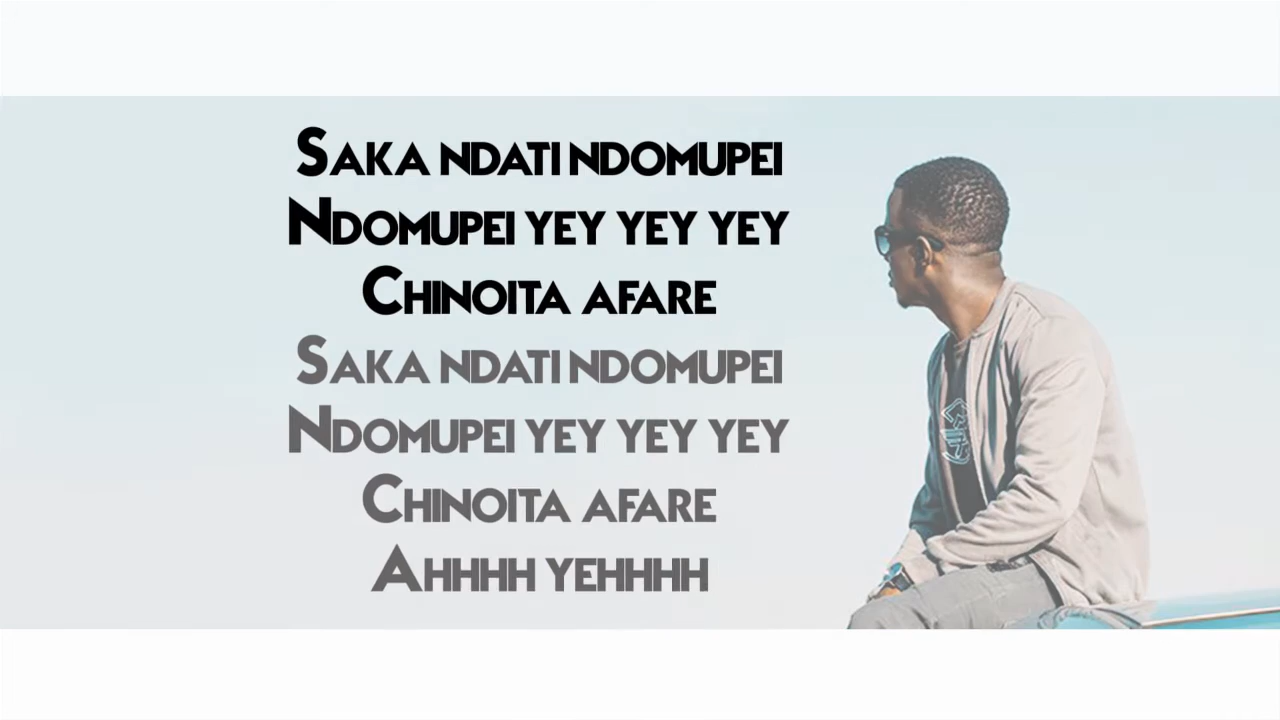 Saka ndati ndomupei
Ndomupei yey yey yey
Chinoita afare
Saka ndati ndomupei
Ndomupei yey yey yey
Chinoita afare
Ahhhh yehhhh